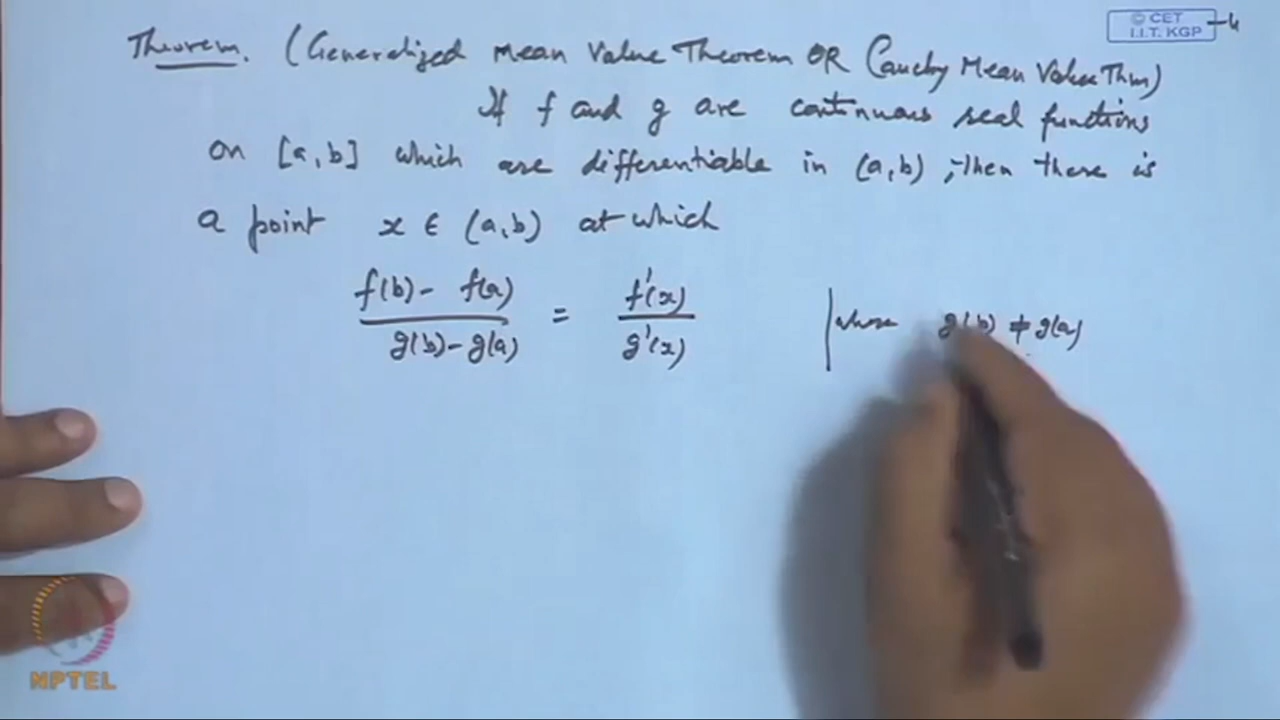 © CET
I.I.T. KGP
Theorem. (Generalized Mean Value Theorem OR Cauchy Mean Value Thm)
If f and g are continuous real functions
on [a,b] which are differentiable in (a,b), then there is
a point x ∈ (a,b) at which
f(b) - f(a) / g(b) - g(a) = f'(x) / g'(x) | where g(b) ≠ g(a)
NPTEL